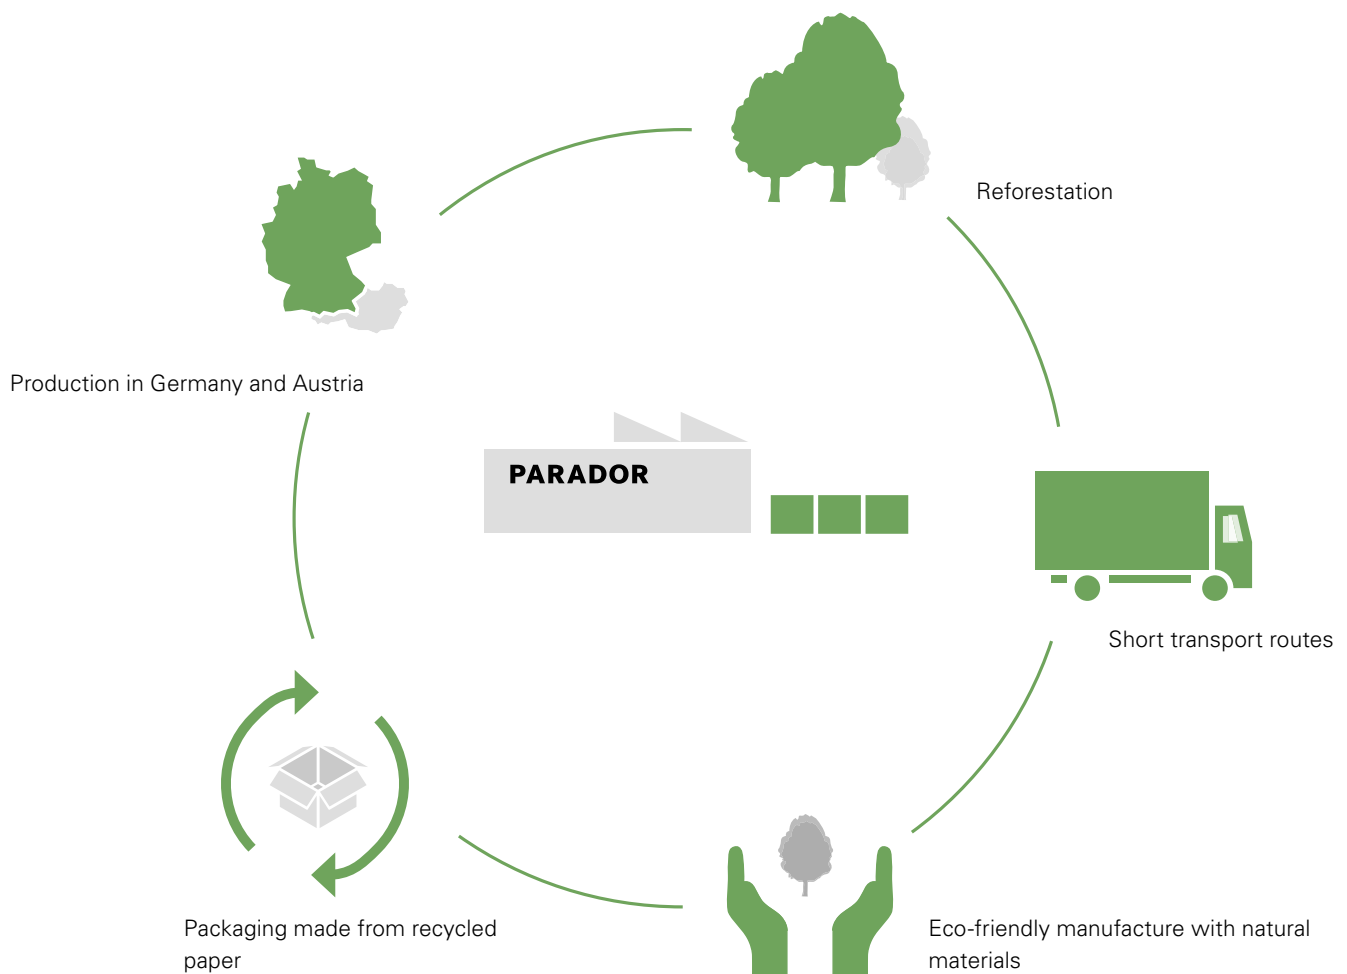 Reforestation
Production in Germany and Austria
PARADOR
Short transport routes
Packaging made from recycled
paper
Eco-friendly manufacture with natural
materials